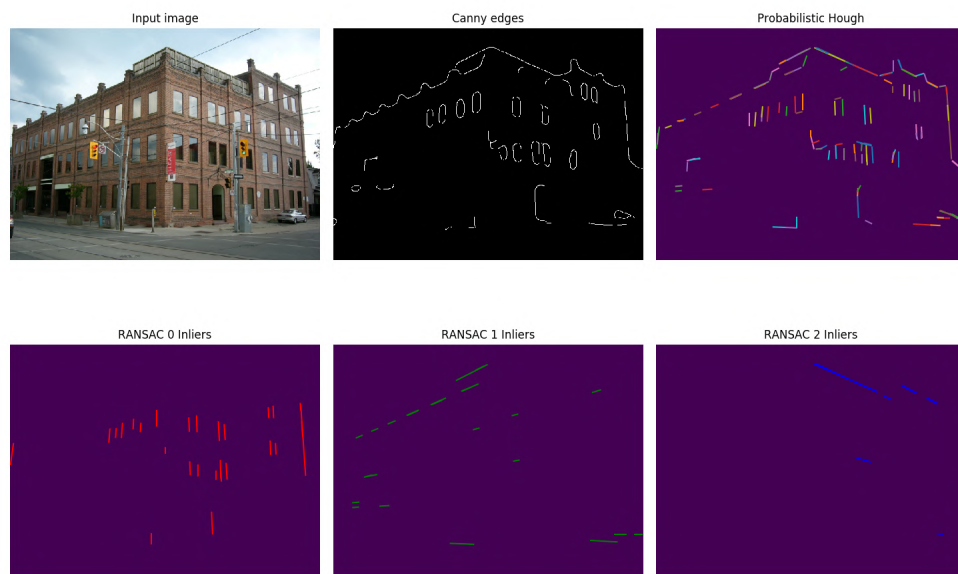 Input image
Canny edges
Probabilistic Hough
RANSAC 0 Inliers
RANSAC 1 Inliers
RANSAC 2 Inliers